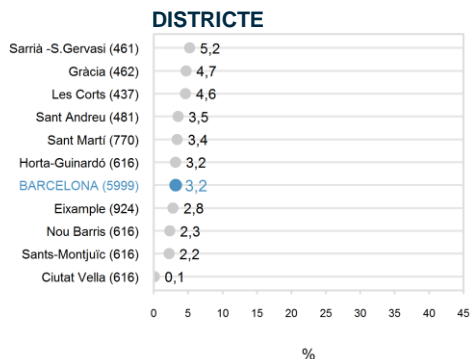 DISTRICTE
Sarrià -S.Gervasi (461) 5,2
Gràcia (462) 4,7
Les Corts (437) 4,6
Sant Andreu (481) 3,5
Sant Martí (770) 3,4
Horta-Guinardó (616) 3,2
BARCELONA (5999) 3,2
Eixample (924) 2,8
Nou Barris (616) 2,3
Sants-Montjuïc (616) 2,2
Ciutat Vella (616) 0,1
0 5 10 15 20 25 30 35 40 45
%